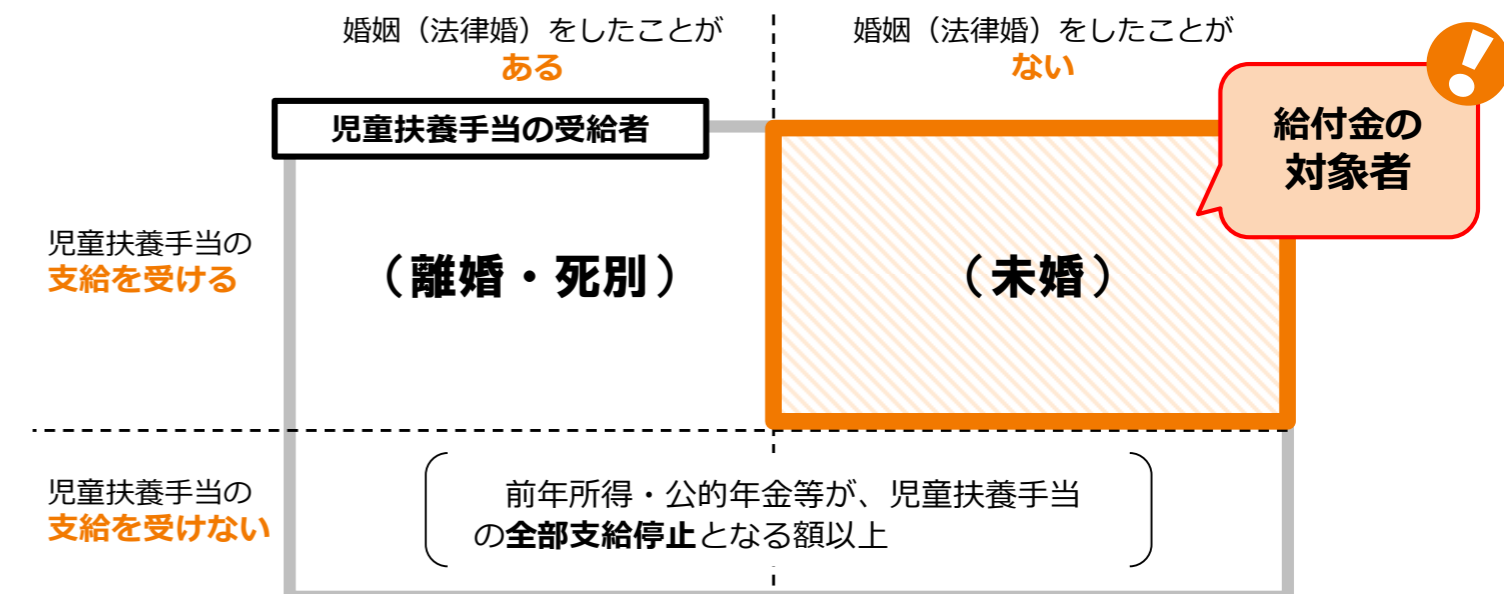 婚姻（法律婚）をしたことが
ある
婚姻（法律婚）をしたことが
ない
給付金の
対象者
児童扶養手当の受給者
児童扶養手当の
支給を受ける
（離婚・死別）
（未婚）
児童扶養手当の
支給を受けない
前年所得・公的年金等が、児童扶養手当
の全部支給停止となる額以上